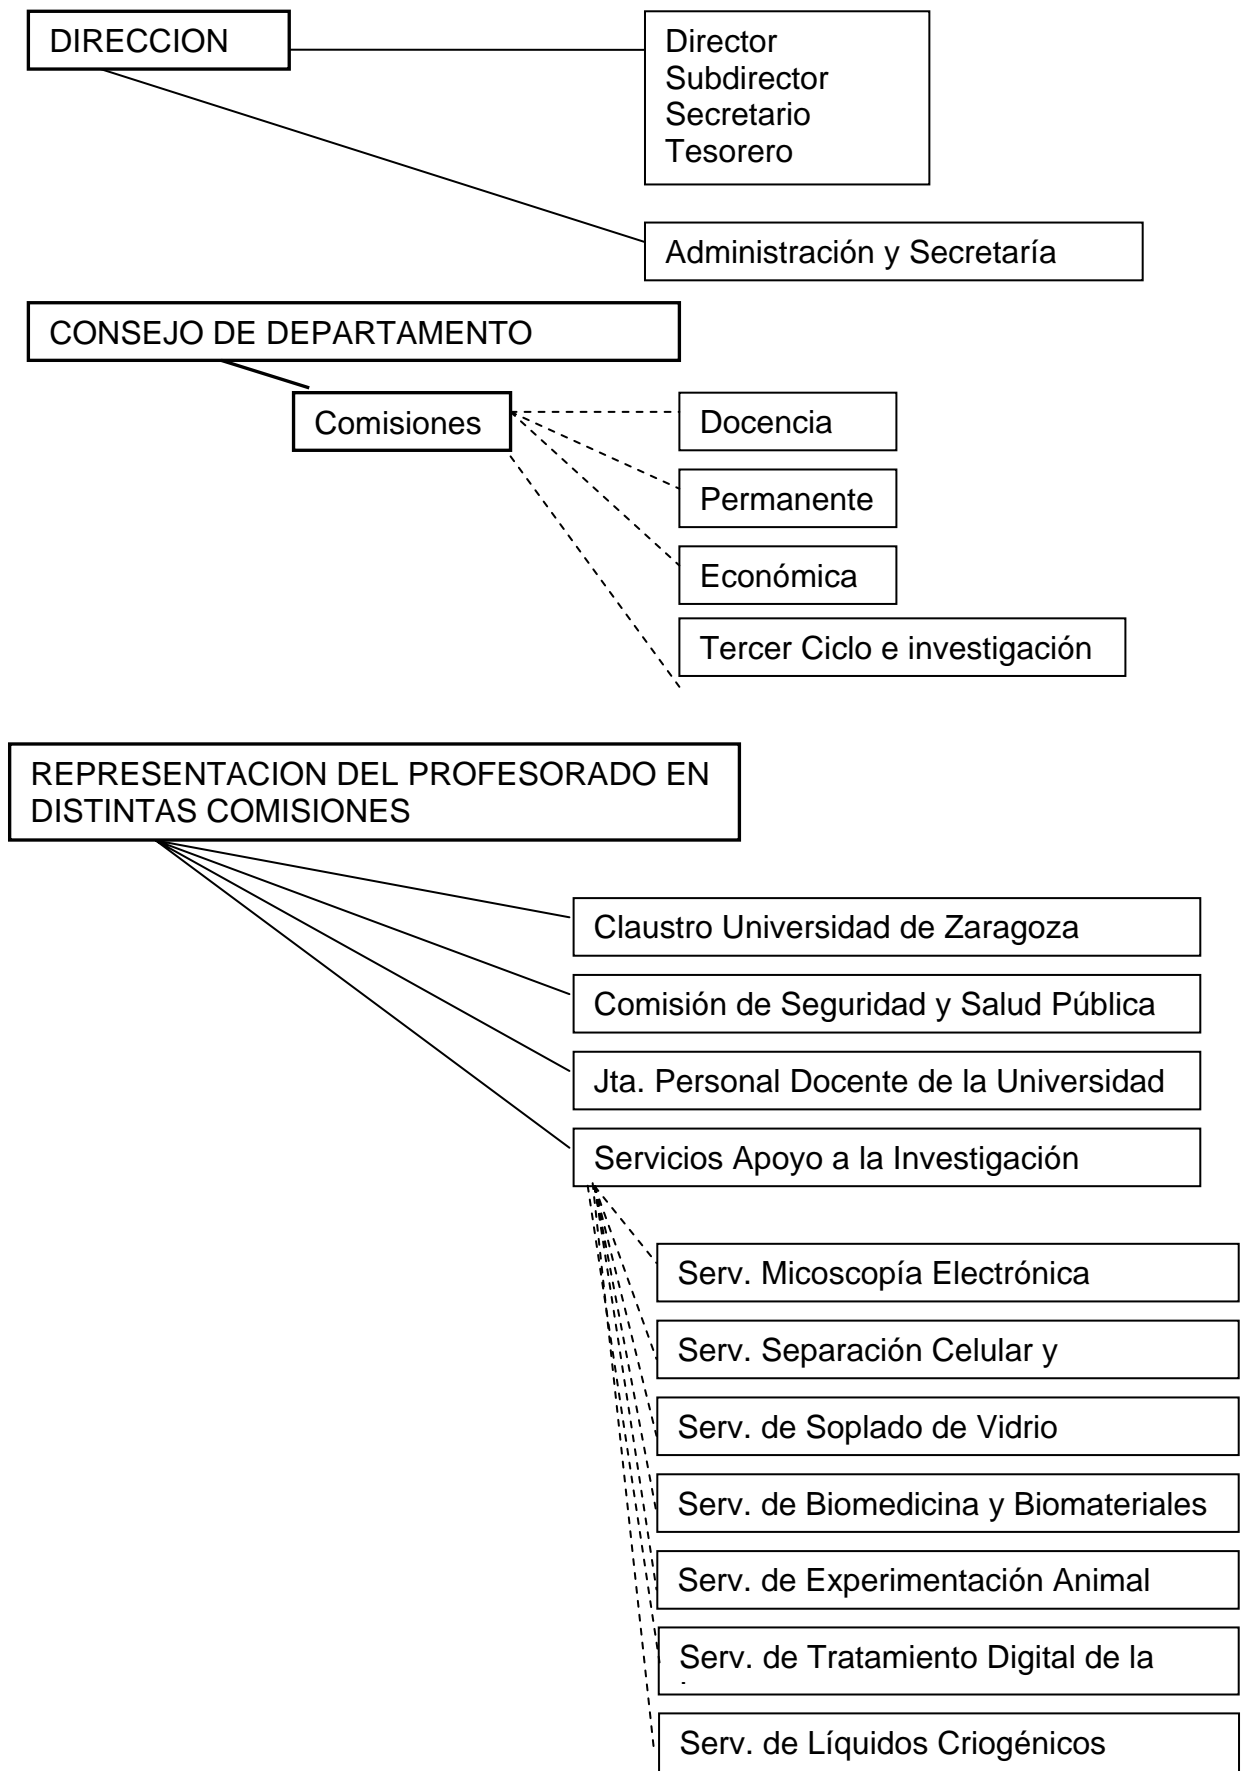 DIRECCION
Director
Subdirector
Secretario
Tesorero
Administración y Secretaría
CONSEJO DE DEPARTAMENTO
Comisiones
Docencia
Permanente
Económica
Tercer Ciclo e investigación
REPRESENTACION DEL PROFESORADO EN
DISTINTAS COMISIONES
Claustro Universidad de Zaragoza
Comisión de Seguridad y Salud Pública
Jta. Personal Docente de la Universidad
Servicios Apoyo a la Investigación
Serv. Micoscopía Electrónica
Serv. Separación Celular y
Serv. de Soplado de Vidrio
Serv. de Biomedicina y Biomateriales
Serv. de Experimentación Animal
Serv. de Tratamiento Digital de la
Serv. de Líquidos Criogénicos